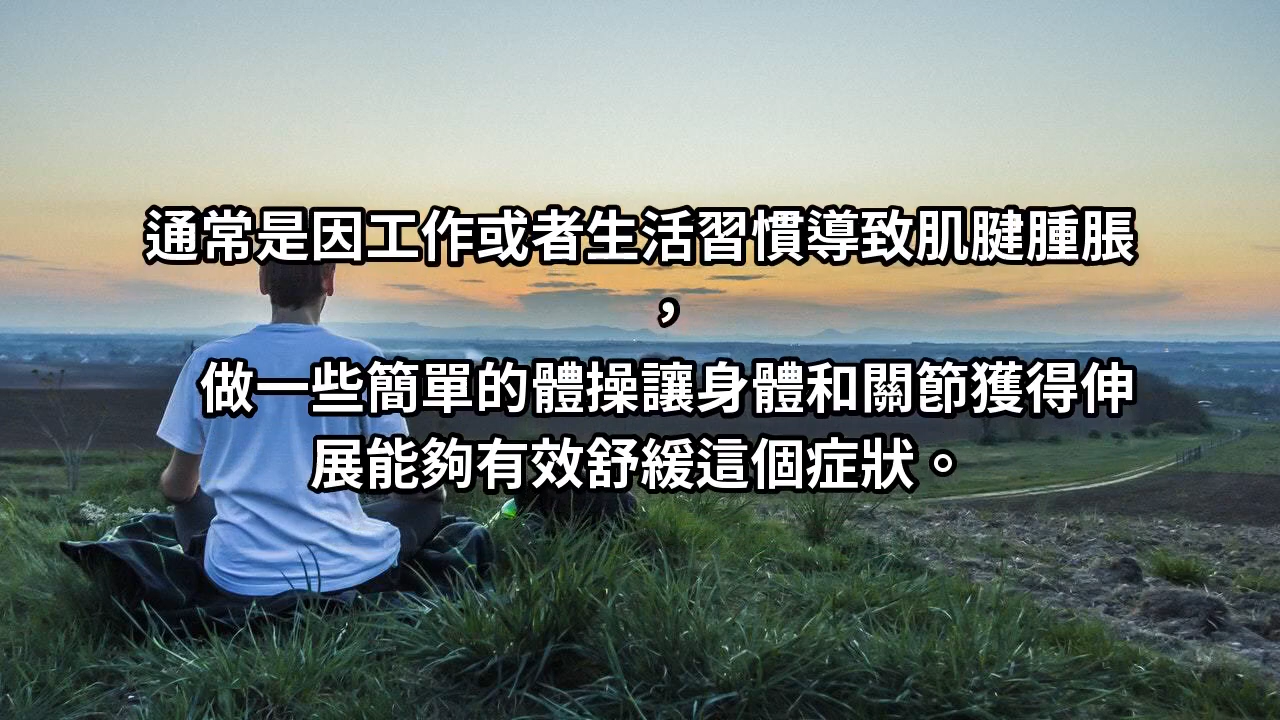 通常是因工作或者生活習慣導致肌腱腫脹
，
做一些簡單的體操讓身體和關節獲得伸
展能夠有效舒緩這個症狀。